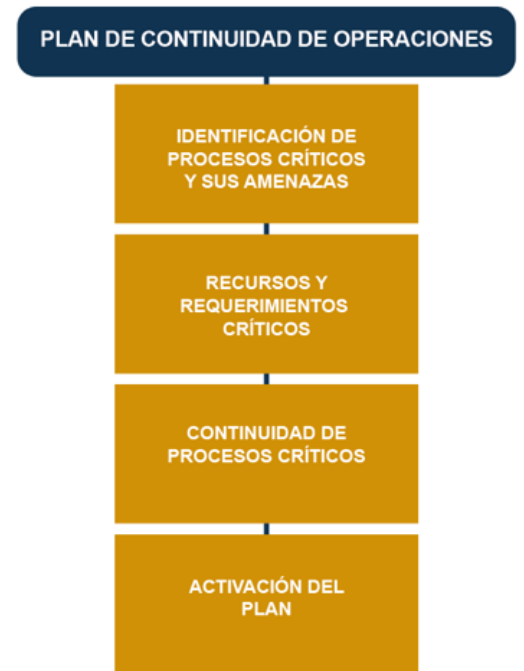 PLAN DE CONTINUIDAD DE OPERACIONES
IDENTIFICACIÓN DE
PROCESOS CRÍTICOS
Y SUS AMENAZAS
RECURSOS Y
REQUERIMIENTOS
CRÍTICOS
CONTINUIDAD DE
PROCESOS CRÍTICOS
ACTIVACIÓN DEL
PLAN